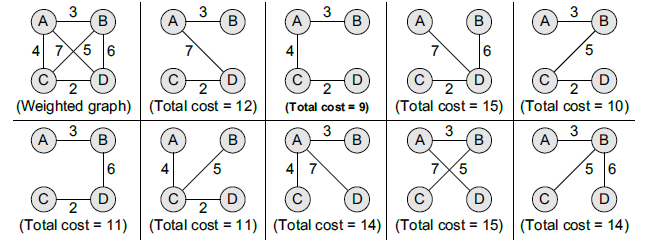 A 3 B
4 7 5 6
C 2 D
(Weighted graph)
A 3 B
7
C 2 D
(Total cost = 12)
A 3 B
4
C 2 D
(Total cost = 9)
A B
7 6
C 2 D
(Total cost = 15)
A 3 B
5
C 2 D
(Total cost = 10)
A 3 B
6
C 2 D
(Total cost = 11)
A B
4 5
C 2 D
(Total cost = 11)
A 3 B
4 7
C D
(Total cost = 14)
A 3 B
7 5
C D
(Total cost = 15)
A 3 B
5 6
C D
(Total cost = 14)